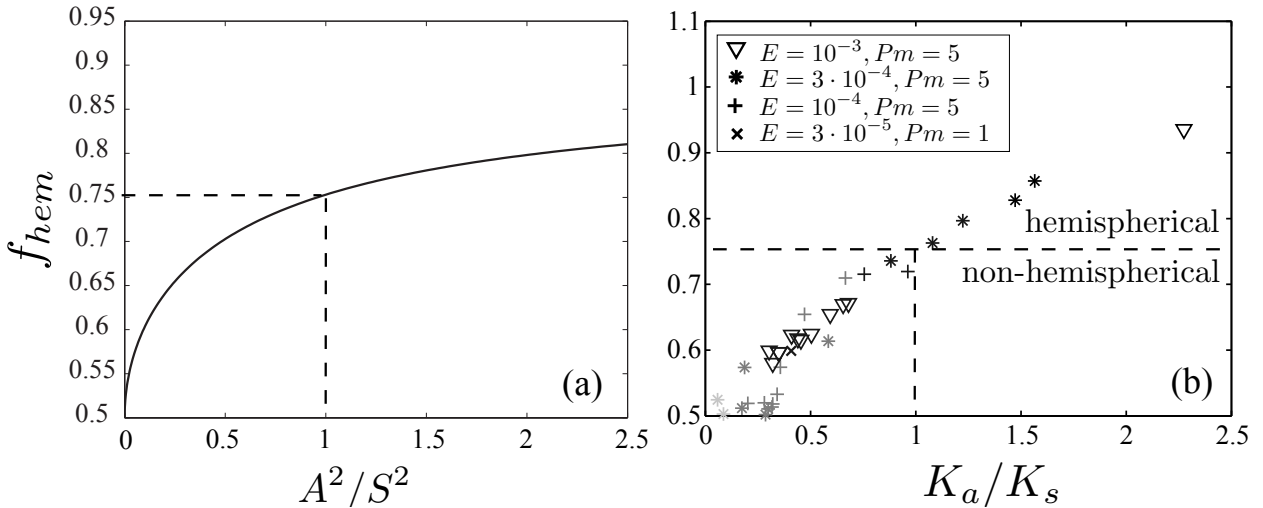 0.95
0.9
0.85
0.8
0.75
0.7
0.65
0.6
0.55
0.5
f_{hem}
0 0.5 1 1.5 2 2.5
A^2/S^2
(a)
1.1
1
0.9
0.8
0.7
0.6
0.5
E = 10^{-3}, Pm = 5
E = 3 · 10^{-4}, Pm = 5
E = 10^{-4}, Pm = 5
E = 3 · 10^{-5}, Pm = 1
hemispherical
non-hemispherical
(b)
0 0.5 1 1.5 2 2.5
K_a/K_s